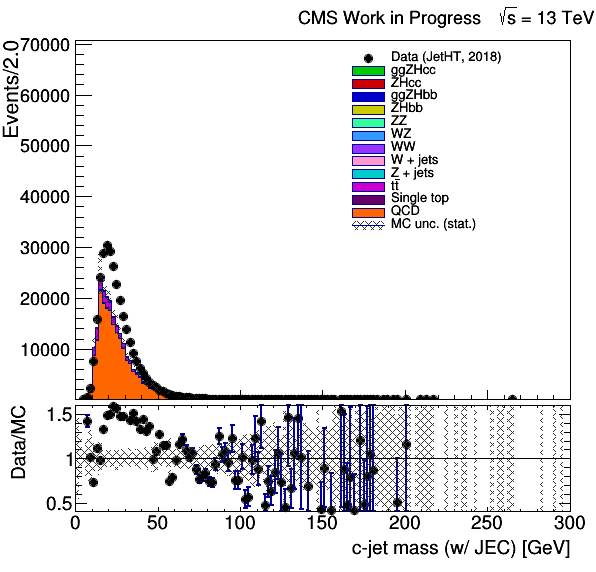 CMS Work in Progress √s = 13 TeV
Events/2.0
70000
60000
50000
40000
30000
20000
10000
Data (JetHT, 2018)
ggZHcc
ZHcc
ggZHbb
ZHbb
ZZ
WZ
WW
W + jets
Z + jets
tt̄
Single top
QCD
MC unc. (stat.)
Data/MC
1.5
1
0.5
0 50 100 150 200 250 300
c-jet mass (w/ JEC) [GeV]